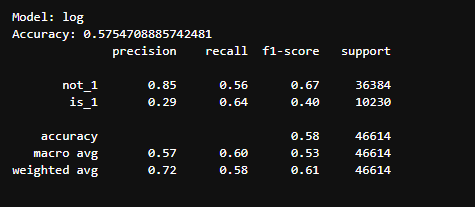 Model: log
Accuracy: 0.5754708885742481
precision recall f1-score support
not_1 0.85 0.56 0.67 36384
is_1 0.29 0.64 0.40 10230
accuracy 0.58 46614
macro avg 0.57 0.60 0.53 46614
weighted avg 0.72 0.58 0.61 46614